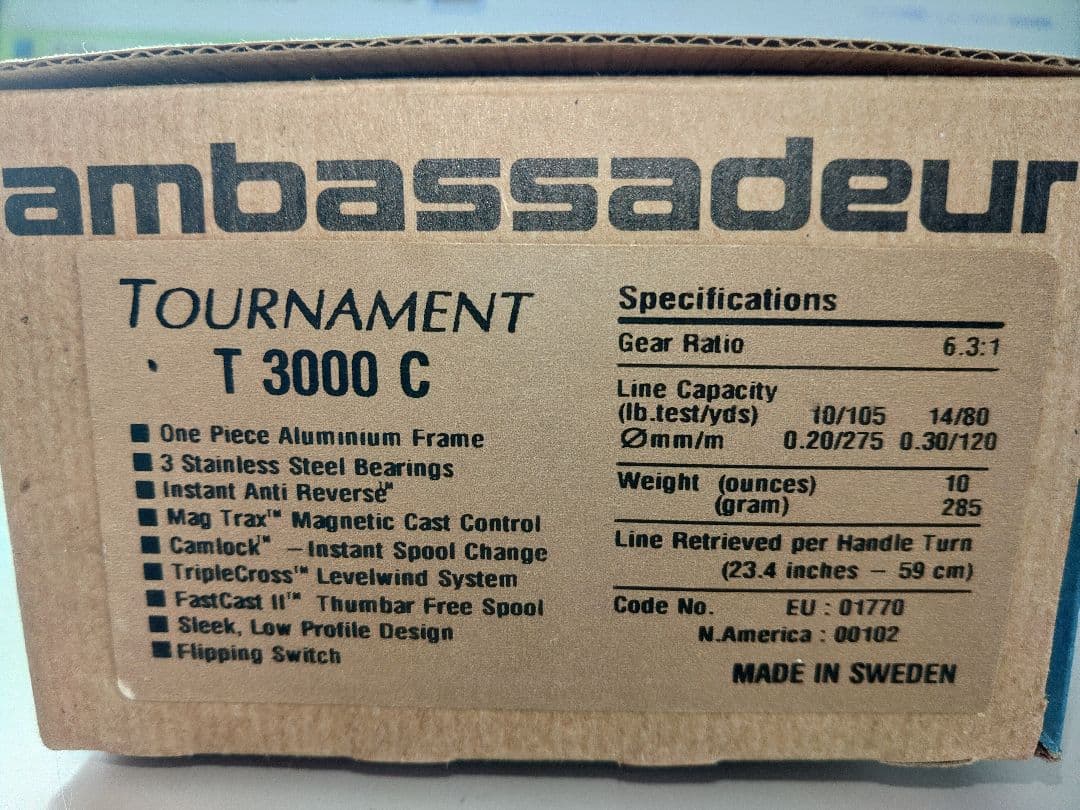 ambassadeur
TOURNAMENT
T 3000 C
■ One Piece Aluminium Frame
■ 3 Stainless Steel Bearings
■ Instant Anti Reverse™
■ Mag Trax™ Magnetic Cast Control
■ Camlock™ – Instant Spool Change
■ TripleCross™ Levelwind System
■ FastCast II™ Thumbar Free Spool
■ Sleek, Low Profile Design
■ Flipping Switch
Specifications
Gear Ratio 6.3:1
Line Capacity
(lb.test/yds) 10/105 14/80
Ømm/m 0.20/275 0.30/120
Weight (ounces) 10
(gram) 285
Line Retrieved per Handle Turn
(23.4 inches – 59 cm)
Code No. EU : 01770
N.America : 00102
MADE IN SWEDEN